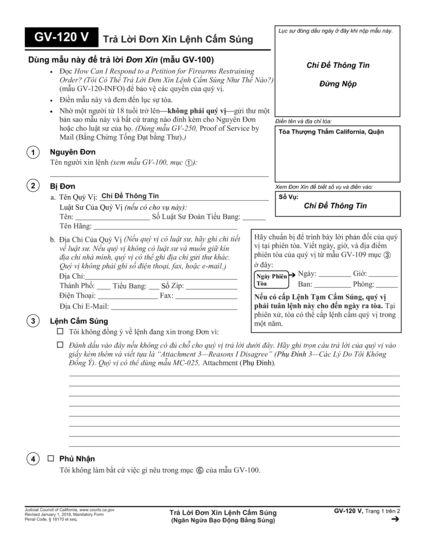 GV-120 V
Trả Lời Đơn Xin Lệnh Cấm Súng
Lục sư đóng dấu ngày ở đây khi nộp mẫu này.
Chỉ Để Thông Tin
Đừng Nộp
Dùng mẫu này để trả lời Đơn Xin (mẫu GV-100)
• Đọc How Can I Respond to a Petition for Firearms Restraining
Order? (Tôi Có Thể Trả Lời Đơn Xin Lệnh Cấm Súng Như Thế Nào?)
(mẫu GV-120-INFO) để bảo vệ các quyền của quý vị.
• Điền mẫu này và đem đến lục sự tòa.
• Nhờ một người từ 18 tuổi trở lên—không phải quý vị—gửi thư một
bản sao mẫu này và bất cứ trang nào đính kèm cho Nguyên Đơn
hoặc cho luật sư của họ. (Dùng mẫu GV-250, Proof of Service by
Mail (Bằng Chứng Tống Đạt bằng Thư).)
Điền tên và địa chỉ tòa:
Tòa Thượng Thẩm California, Quận
1 Nguyên Đơn
Tên người xin lệnh (xem mẫu GV-100, mục 1):
Xem Đơn Xin để biết số vụ và điền vào:
Số Vụ:
Chỉ Để Thông Tin
2 Bị Đơn
a. Tên Quý Vị: Chỉ Để Thông Tin
Luật Sư Của Quý Vị (nếu có cho vụ này):
Tên: Số Luật Sư Đoàn Tiểu Bang:
Tên Hãng:
b. Địa Chỉ Của Quý Vị (Nếu quý vị có luật sư, hãy ghi chi tiết
về luật sư. Nếu quý vị không có luật sư và muốn giữ kín
địa chỉ nhà mình, quý vị có thể ghi địa chỉ gửi thư khác.
Quý vị không phải ghi số điện thoại, fax, hoặc e-mail.)
Địa Chỉ:
Thành Phố: Tiểu Bang: Số Zip:
Điện Thoại: Fax:
Địa Chỉ E-Mail:
Hãy chuẩn bị để trình bày lời phản đối của quý
vị tại phiên tòa. Viết ngày, giờ, và địa điểm
phiên tòa của quý vị từ mẫu GV-109 mục 3
ở đây:
Ngày Phiên Tòa
Ngày: Giờ:
Ban: Phòng:
Nếu có cấp Lệnh Tạm Cấm Súng, quý vị
phải tuân lệnh này cho đến ngày ra tòa. Tại
phiên xử, tòa có thể cấp lệnh cấm quý vị trong
một năm.
3 Lệnh Cấm Súng
☐ Tôi không đồng ý về lệnh đang xin trong Đơn vì:
☐ Đánh dấu vào đây nếu không có đủ chỗ cho quý vị trả lời dưới đây. Hãy ghi trọn câu trả lời của quý vị vào
giấy kèm thêm và viết tựa là "Attachment 3—Reasons I Disagree" (Phụ Đính 3—Các Lý Do Tôi Không
Đồng Ý). Quý vị có thể dùng mẫu MC-025, Attachment (Phụ Đính).
4 ☐ Phủ Nhận
Tôi không làm bất cứ việc gì nêu trong mục 6 của mẫu GV-100.
Judicial Council of California, www.courts.ca.gov
Revised January 1, 2018, Mandatory Form
Penal Code, § 18170 et seq.
Trả Lời Đơn Xin Lệnh Cấm Súng
(Ngăn Ngừa Bạo Động Bằng Súng)
GV-120 V, Trang 1 trên 2